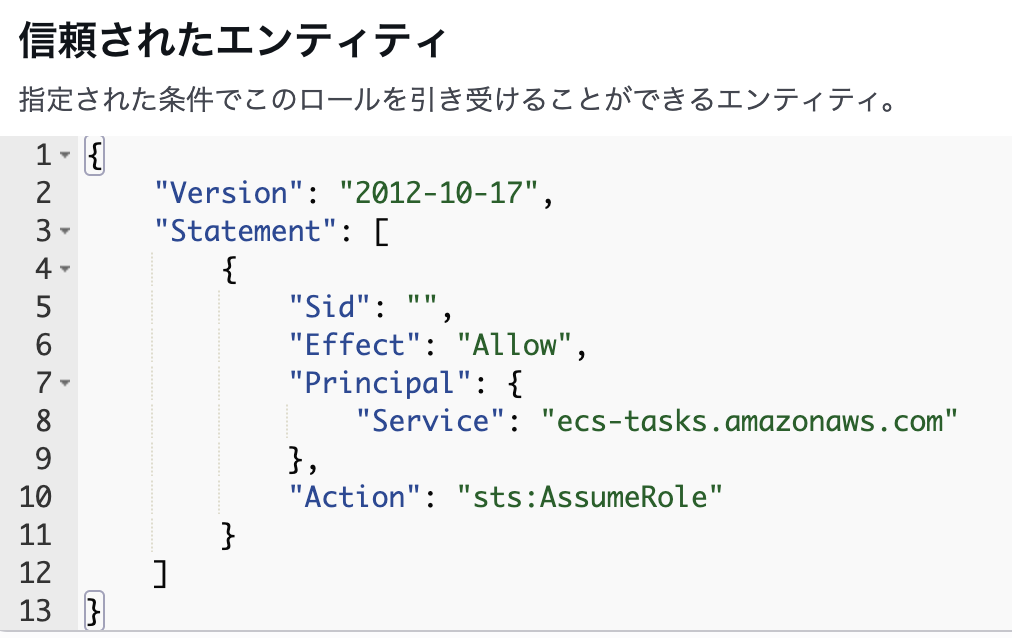 信頼されたエンティティ
指定された条件でこのロールを引き受けることができるエンティティ。
1 {
2     "Version": "2012-10-17",
3     "Statement": [
4         {
5             "Sid": "",
6             "Effect": "Allow",
7             "Principal": {
8                 "Service": "ecs-tasks.amazonaws.com"
9             },
10             "Action": "sts:AssumeRole"
11         }
12     ]
13 }